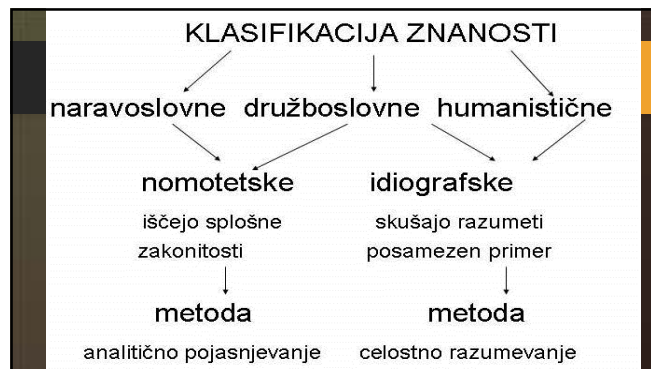 KLASIFIKACIJA ZNANOSTI
naravoslovne družboslovne humanistične
nomotetske idiografske
iščejo splošne skušajo razumeti
zakonitosti posamezen primer
metoda metoda
analitično pojasnjevanje celostno razumevanje